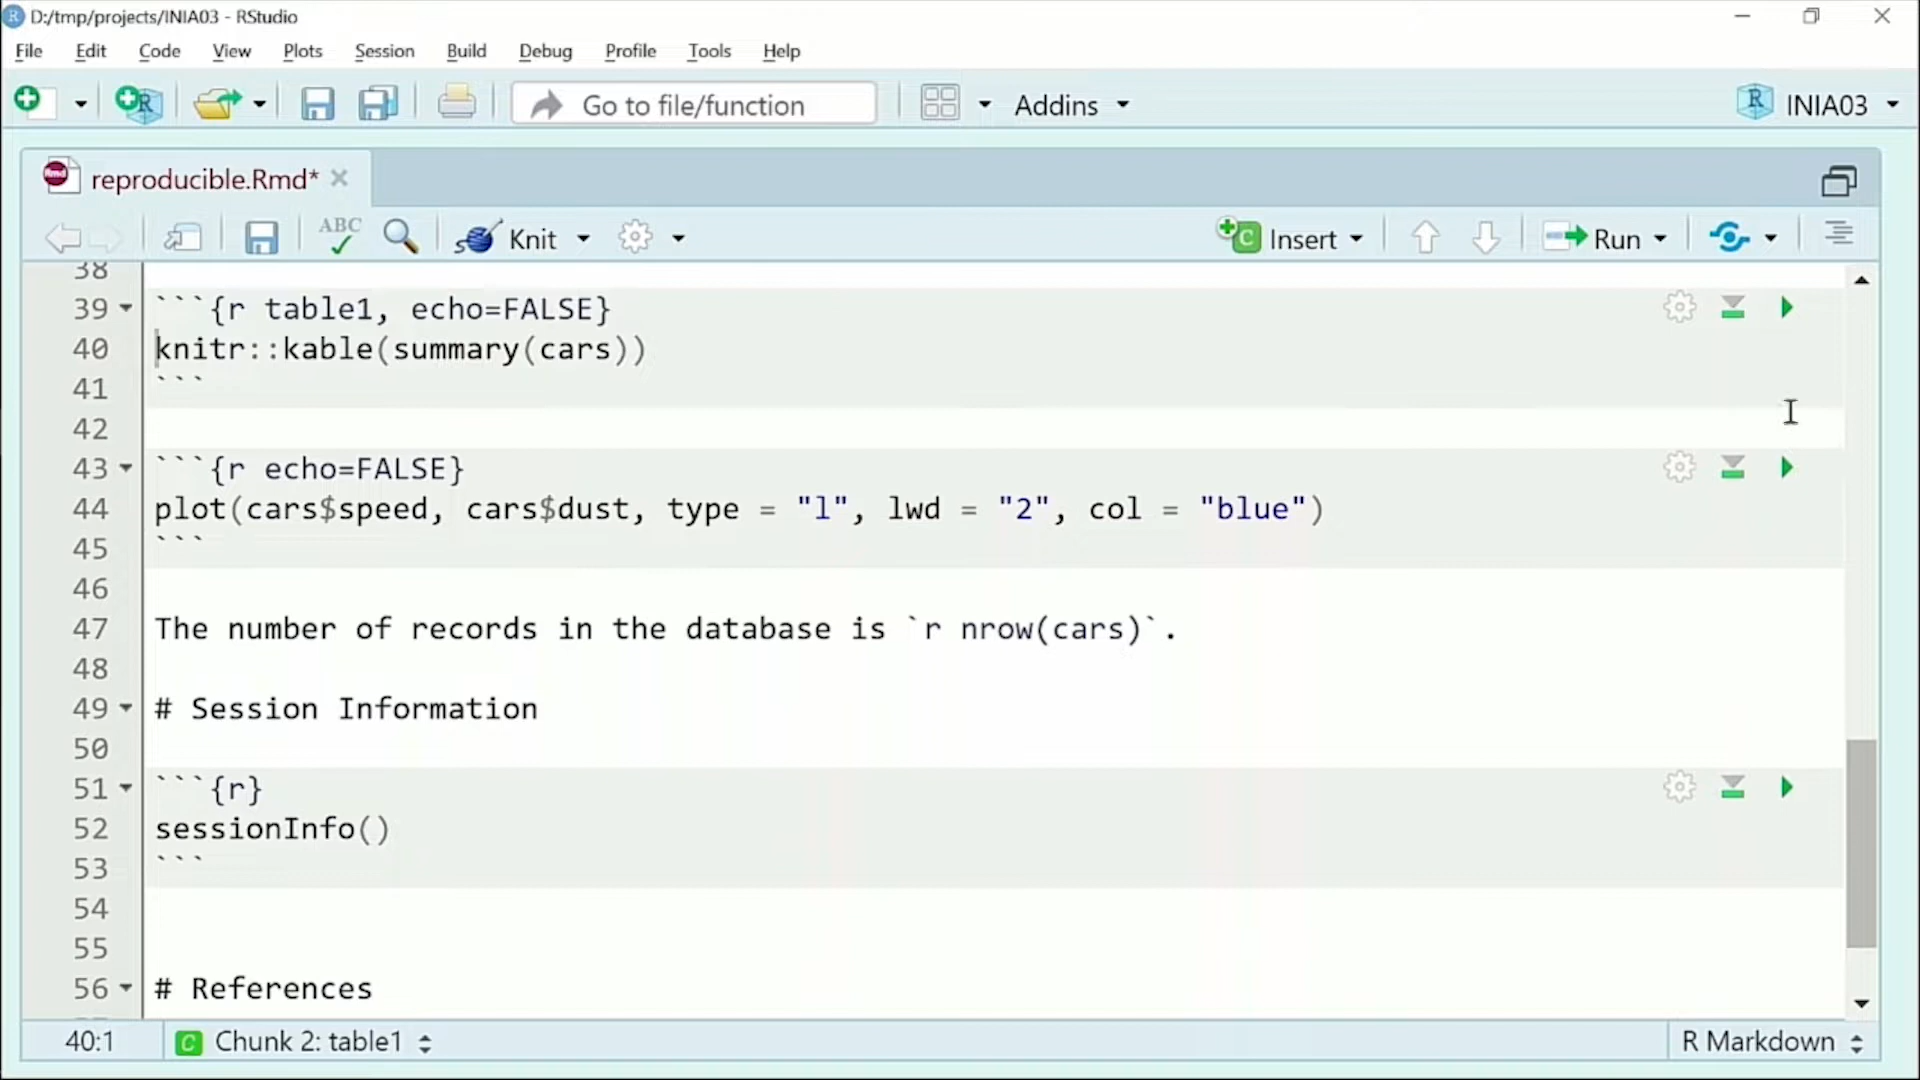 D:/tmp/projects/INIA03 - RStudio
File Edit Code View Plots Session Build Debug Profile Tools Help
R Go to file/function Addins R INIA03
Rmd reproducible.Rmd*
ABC Knit C Insert Run
38
39 ```{r table1, echo=FALSE}
40 knitr::kable(summary(cars))
41 ```
42
43 ```{r echo=FALSE}
44 plot(cars$speed, cars$dust, type = "l", lwd = "2", col = "blue")
45 ```
46
47 The number of records in the database is `r nrow(cars)`.
48
49 # Session Information
50
51 ```{r}
52 sessionInfo()
53 ```
54
55
56 # References
40:1 C Chunk 2: table1 R Markdown